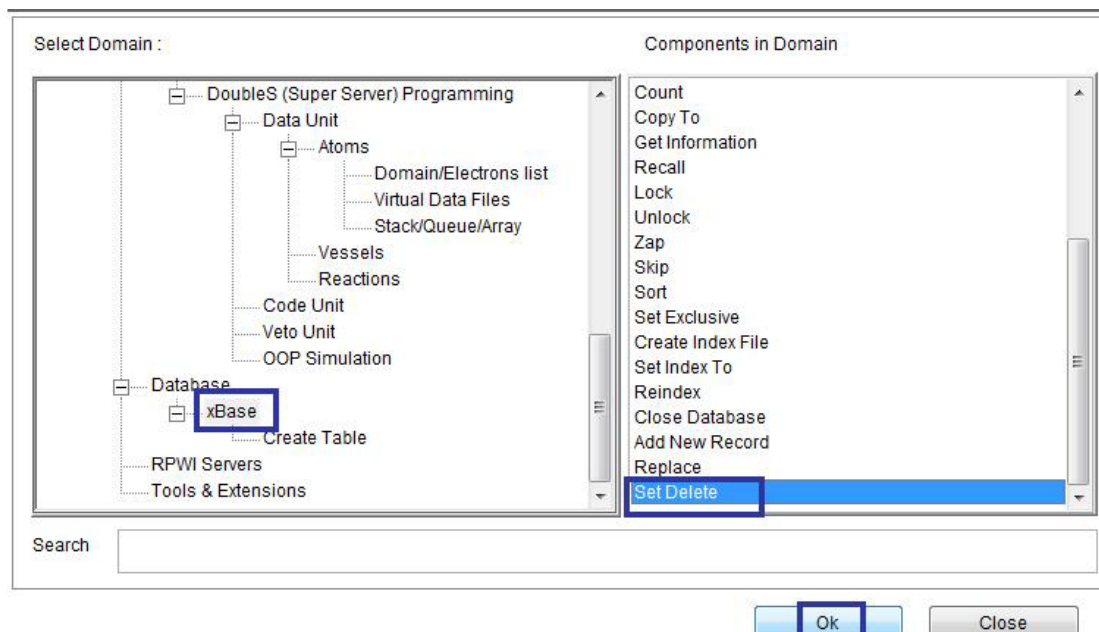 Select Domain :
Components in Domain
DoubleS (Super Server) Programming
Data Unit
Atoms
Domain/Electrons list
Virtual Data Files
Stack/Queue/Array
Vessels
Reactions
Code Unit
Veto Unit
OOP Simulation
Database
xBase
Create Table
RPWI Servers
Tools & Extensions
Count
Copy To
Get Information
Recall
Lock
Unlock
Zap
Skip
Sort
Set Exclusive
Create Index File
Set Index To
Reindex
Close Database
Add New Record
Replace
Set Delete
Search
Ok
Close